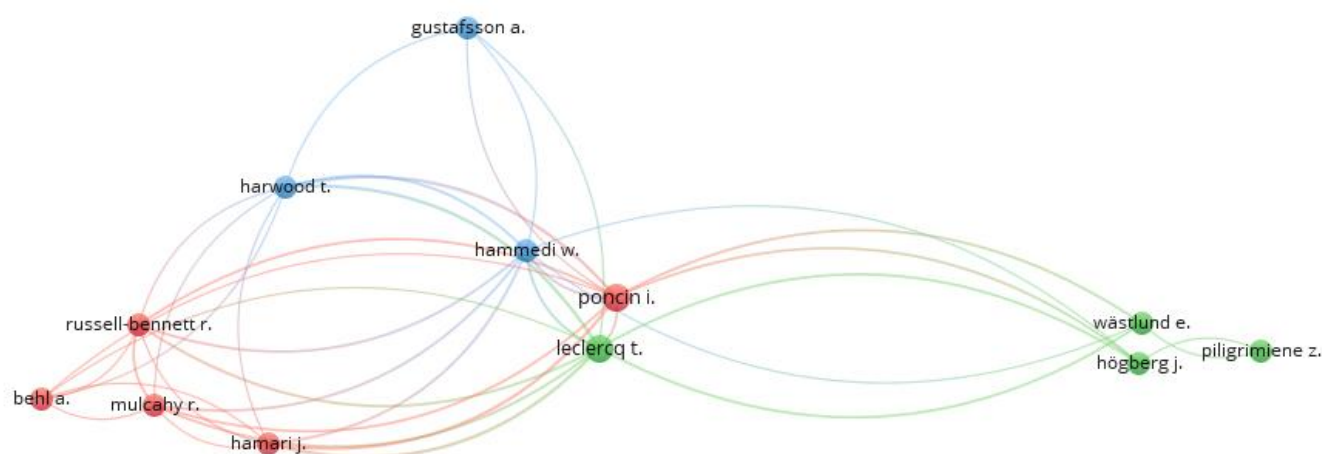 gustafsson a.
harwood t.
hammedi w.
poncin i.
russell-bennett r.
wästlund e.
leclercq t.
piligrimiene z.
högberg j.
behl a.
mulcahy r.
hamari j.